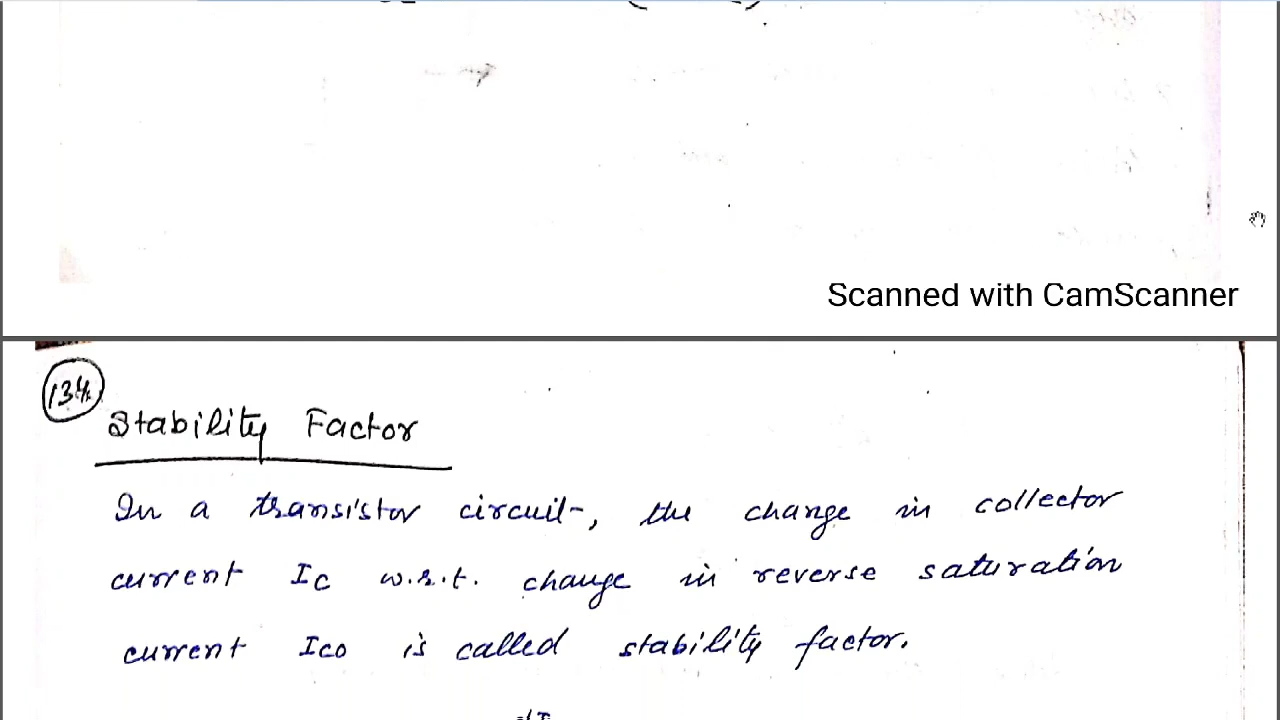 Scanned with CamScanner
134
Stability Factor
In a transistor circuit, the change in collector
current Ic w.r.t. change in reverse saturation
current Ico is called stability factor.